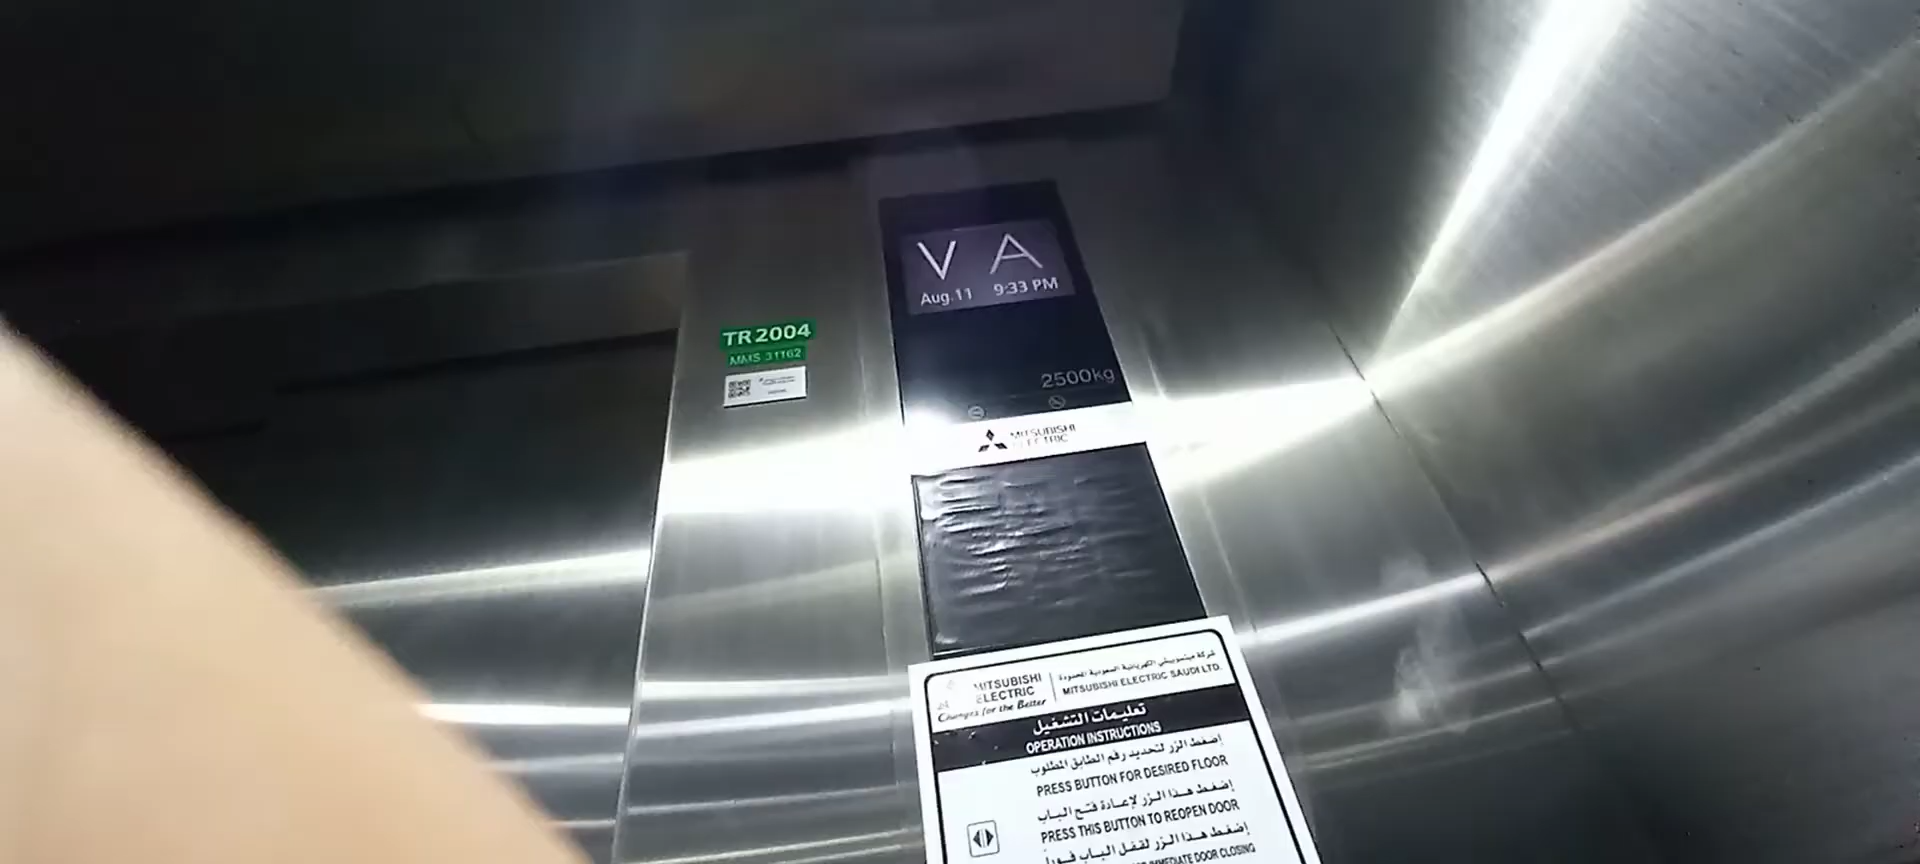 V A
Aug.11 9:33 PM
TR2004
MMS 31162
2500kg
MITSUBISHI
ELECTRIC
MITSUBISHI
ELECTRIC
Changes for the Better
شركة ميتسوبيشي الكهربائية السعودية المحدودة
MITSUBISHI ELECTRIC SAUDI LTD.
تعليمات التشغيل
OPERATION INSTRUCTIONS
إضغط الزر لتحديد رقم الطابق المطلوب
PRESS BUTTON FOR DESIRED FLOOR
إضغط هذا الزر لإعادة فتح الباب
PRESS THIS BUTTON TO REOPEN DOOR
إضغط هذا الزر لقفل الباب فوراً
IMMEDIATE DOOR CLOSING